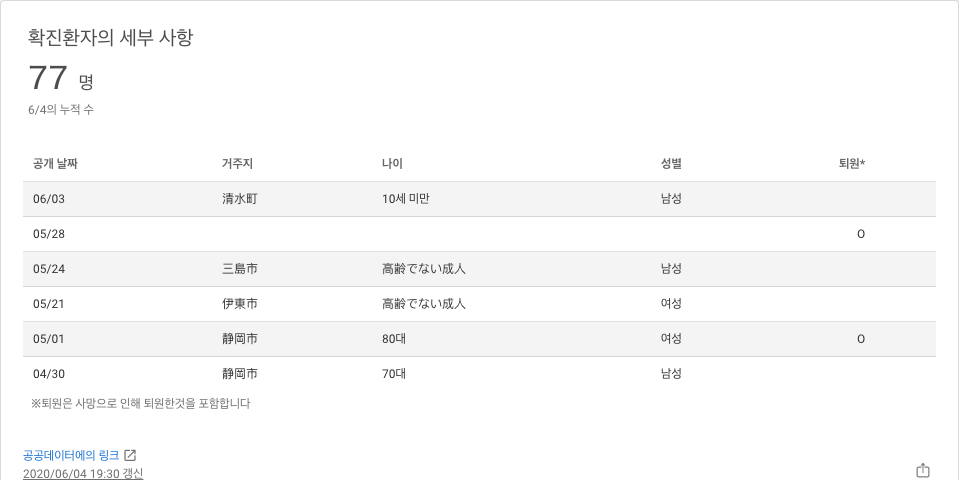 확진환자의 세부 사항
77 명
6/4의 누적 수
공개 날짜 거주지 나이 성별 퇴원*
06/03 清水町 10세 미만 남성
05/28 O
05/24 三島市 高齢でない成人 남성
05/21 伊東市 高齢でない成人 여성
05/01 静岡市 80대 여성 O
04/30 静岡市 70대 남성
※퇴원은 사망으로 인해 퇴원한것을 포함합니다
공공데이터에의 링크
2020/06/04 19:30 갱신